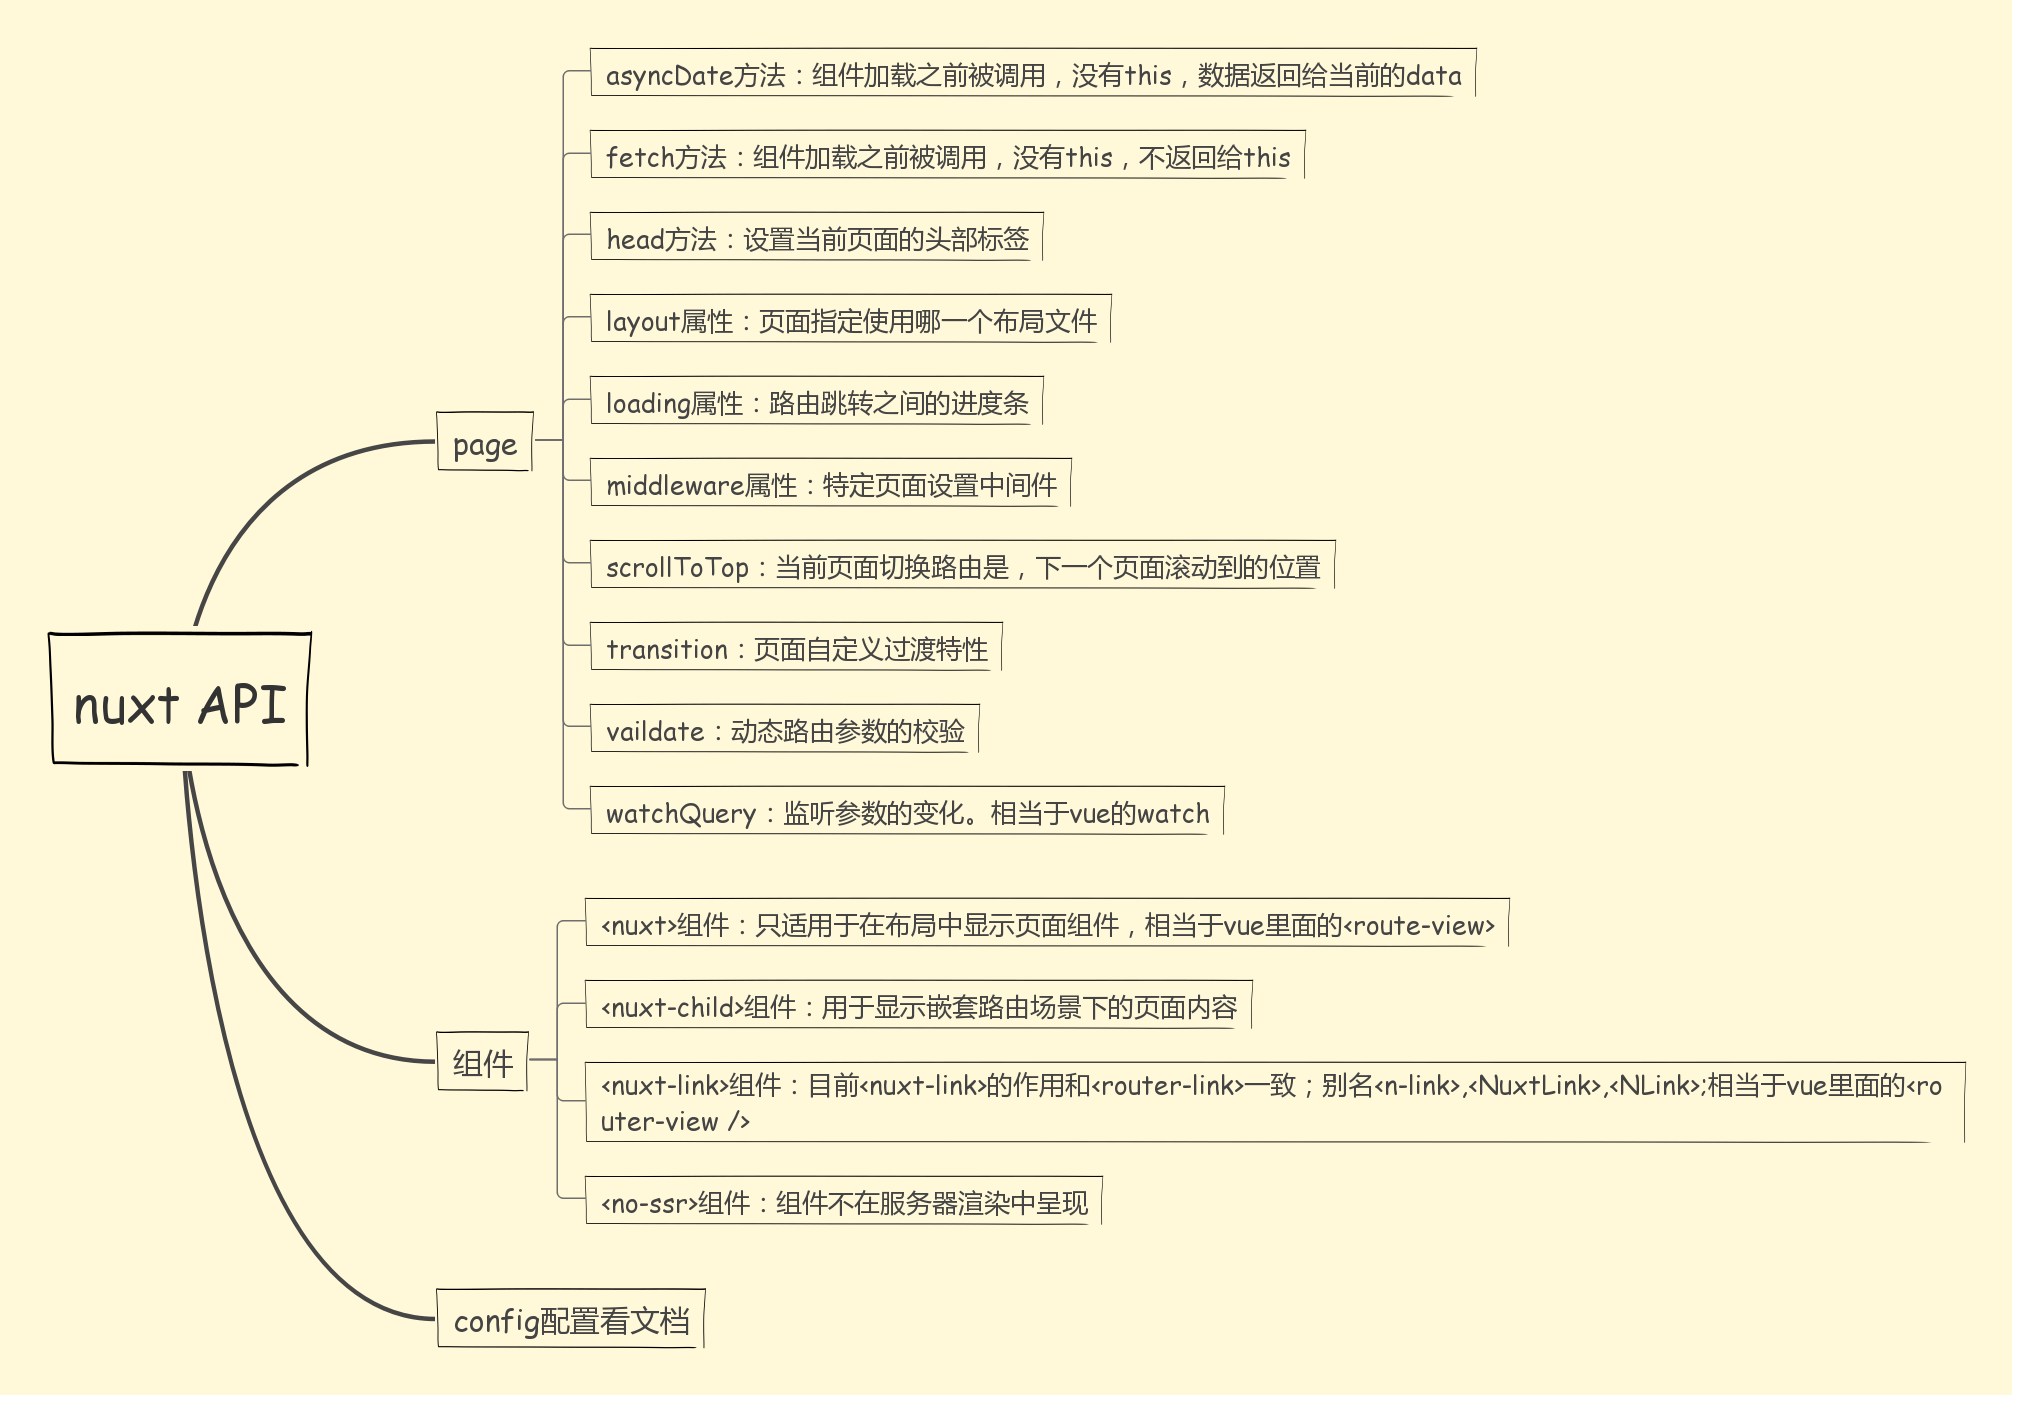 nuxt API
page
asyncDate方法：组件加载之前被调用，没有this，数据返回给当前的data
fetch方法：组件加载之前被调用，没有this，不返回给this
head方法：设置当前页面的头部标签
layout属性：页面指定使用哪一个布局文件
loading属性：路由跳转之间的进度条
middleware属性：特定页面设置中间件
scrollToTop：当前页面切换路由是，下一个页面滚动到的位置
transition：页面自定义过渡特性
vaildate：动态路由参数的校验
watchQuery：监听参数的变化。相当于vue的watch
组件
<nuxt>组件：只适用于在布局中显示页面组件，相当于vue里面的<route-view>
<nuxt-child>组件：用于显示嵌套路由场景下的页面内容
<nuxt-link>组件：目前<nuxt-link>的作用和<router-link>一致；别名<n-link>,<NuxtLink>,<NLink>;相当于vue里面的<ro
uter-view />
<no-ssr>组件：组件不在服务器渲染中呈现
config配置看文档